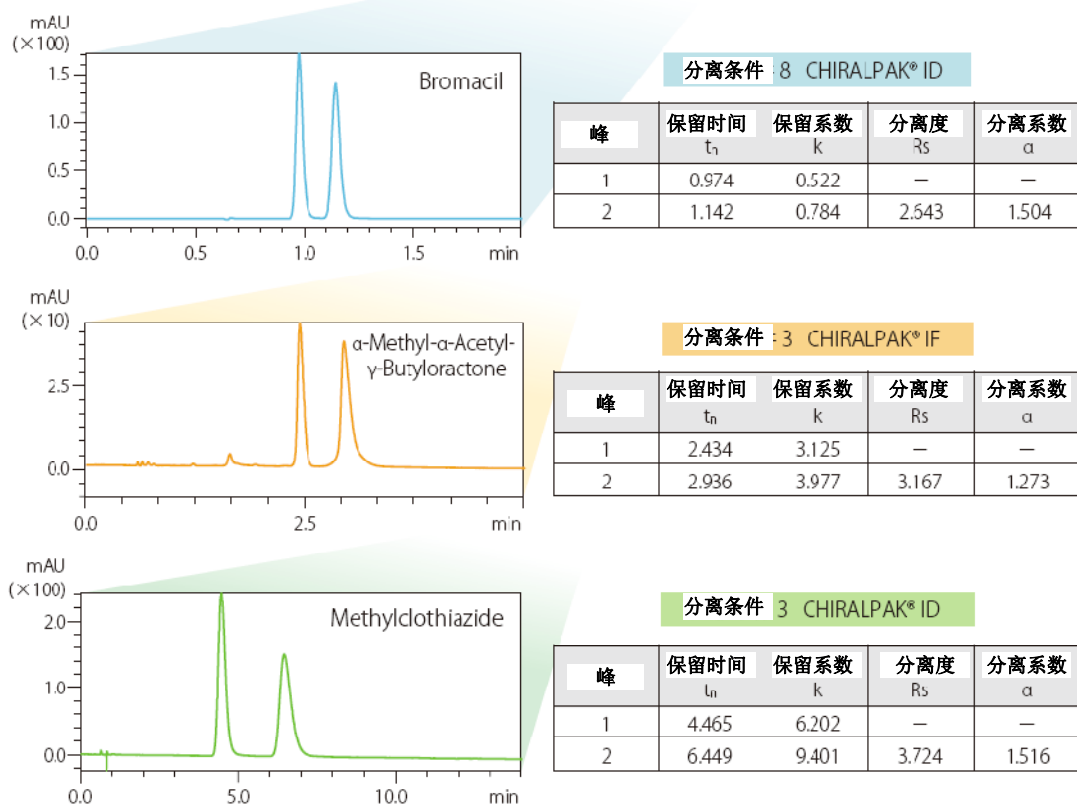 mAU
(×100)
1.5
1.0
0.5
0.0
Bromacil
0.0 0.5 1.0 1.5 min
分离条件 8 CHIRALPAK® ID
峰 保留时间 保留系数 分离度 分离系数
k Rs α
1 0.974 0.522 — —
2 1.142 0.784 2.643 1.504
mAU
(×10)
2.5
0.0
α-Methyl-α-Acetyl-
γ-Butyloractone
0.0 2.5 min
分离条件 3 CHIRALPAK® IF
峰 保留时间 保留系数 分离度 分离系数
k Rs α
1 2.434 3.125 — —
2 2.936 3.977 3.167 1.273
mAU
(×100)
2.0
1.0
0.0
Methylclothiazide
0.0 5.0 10.0 min
分离条件 3 CHIRALPAK® ID
峰 保留时间 保留系数 分离度 分离系数
k Rs α
1 4.465 6.202 — —
2 6.449 9.401 3.724 1.516